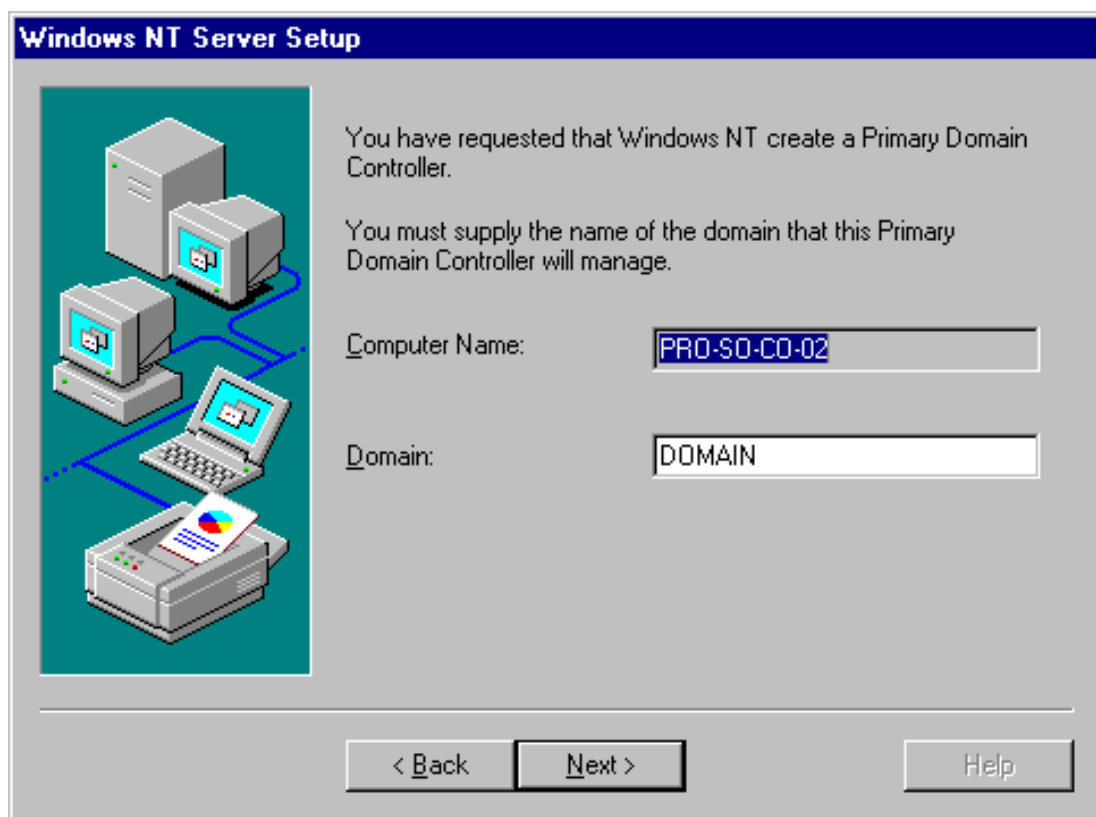 Windows NT Server Setup
You have requested that Windows NT create a Primary Domain
Controller.
You must supply the name of the domain that this Primary
Domain Controller will manage.
Computer Name: PRO-SO-CO-02
Domain: DOMAIN
< Back Next > Help